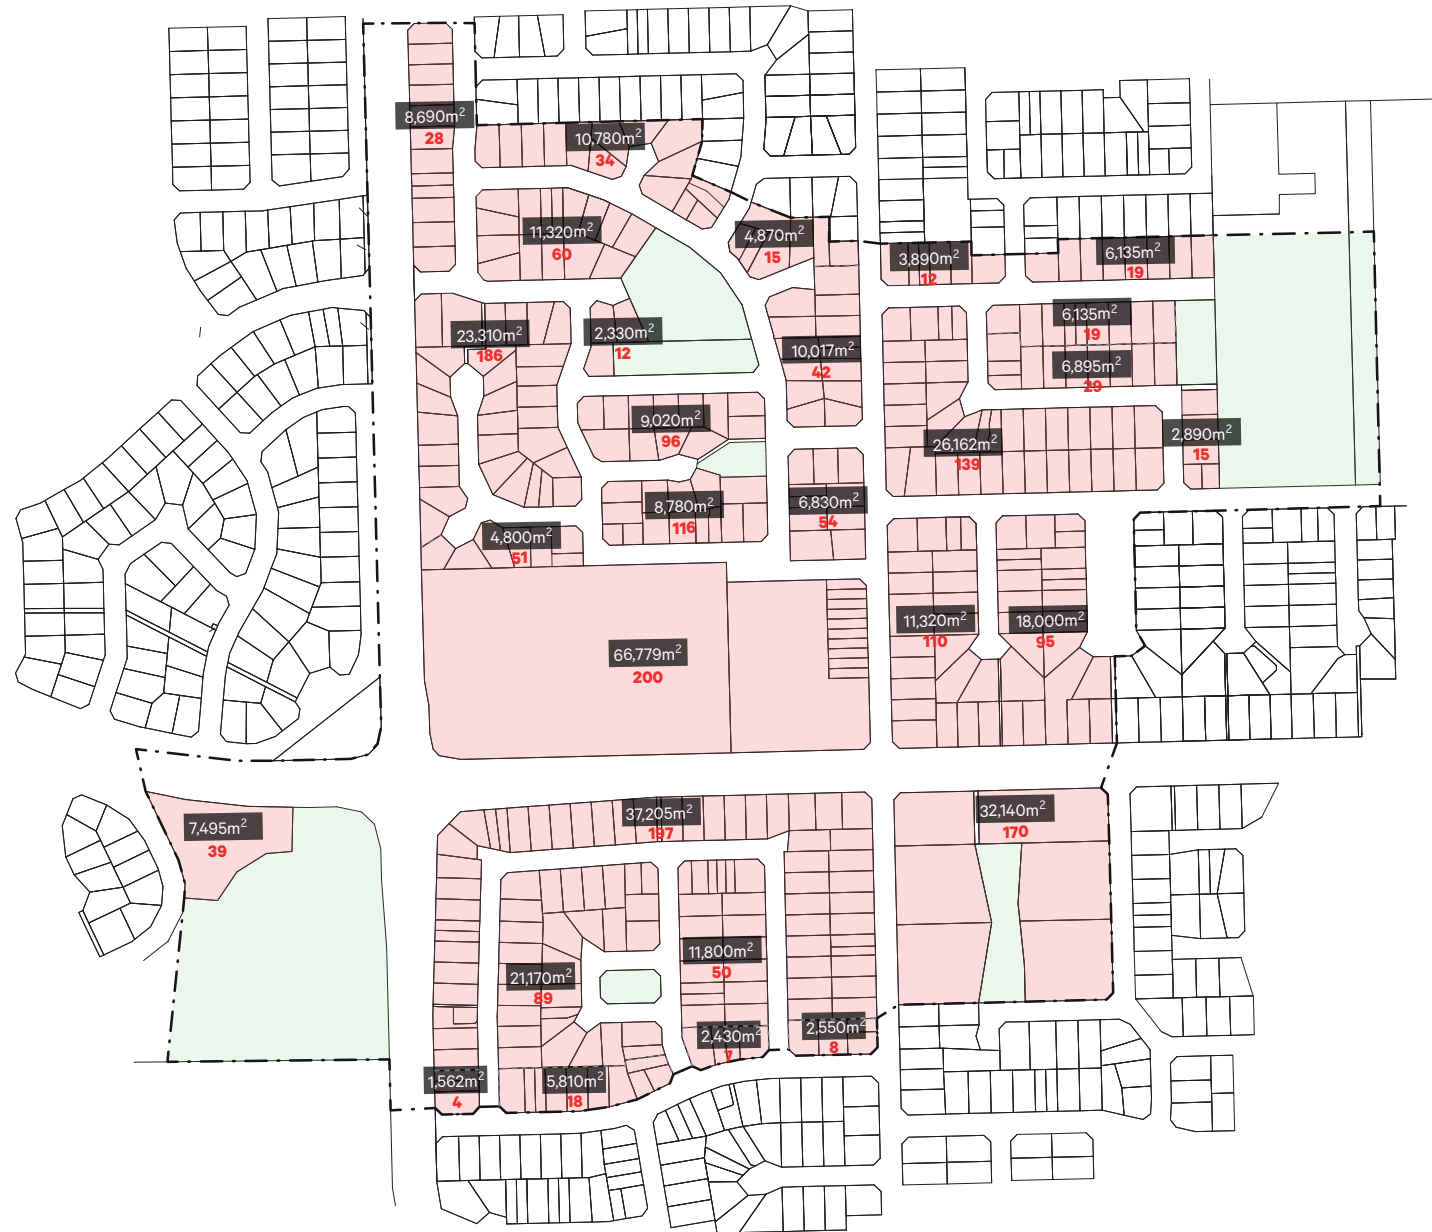 8,690m²
28
10,780m²
34
11,320m²
60
4,870m²
15
3,890m²
12
6,135m²
19
23,310m²
186
2,330m²
12
10,017m²
42
6,135m²
19
6,895m²
29
9,020m²
96
26,162m²
139
2,890m²
15
8,780m²
116
6,830m²
54
4,800m²
51
11,320m²
110
18,000m²
95
66,779m²
200
7,495m²
39
37,205m²
197
32,140m²
170
21,170m²
89
11,800m²
50
2,430m²
7
2,550m²
8
1,562m²
4
5,810m²
18